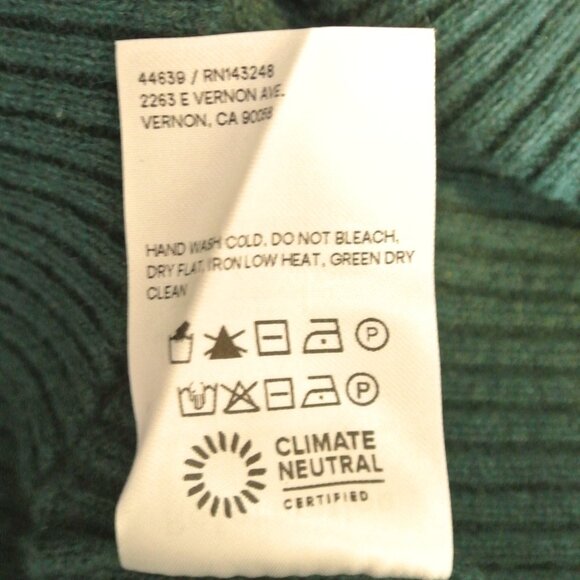 44639 / RN143248
2263 E VERNON AVE.
VERNON, CA 90058
HAND WASH COLD, DO NOT BLEACH,
DRY FLAT, IRON LOW HEAT, GREEN DRY
CLEAN
P
P
CLIMATE
NEUTRAL
CERTIFIED